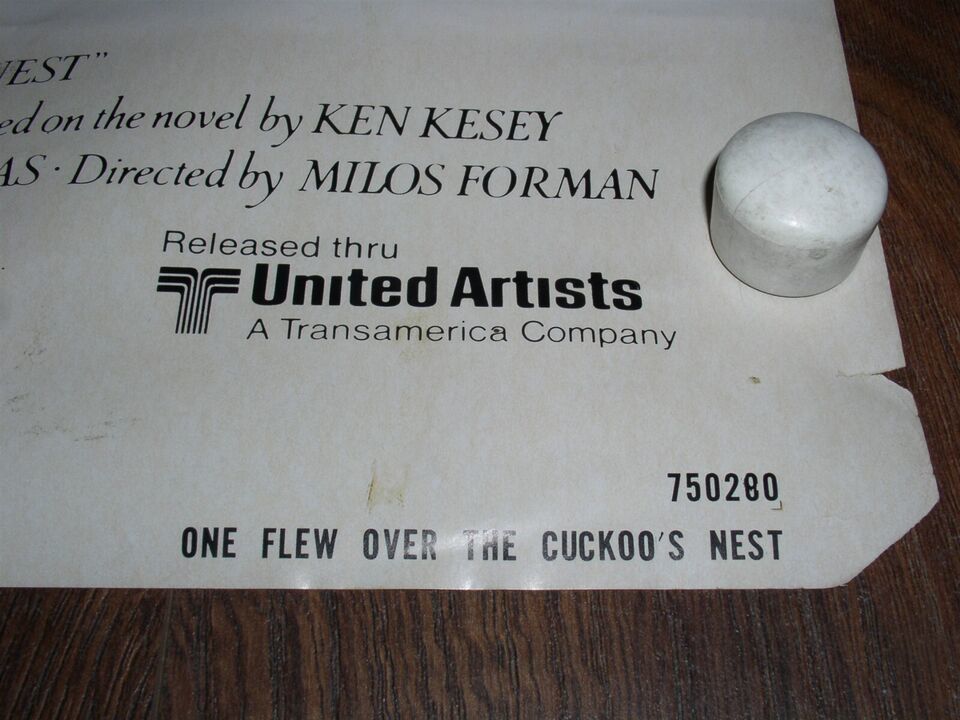 NEST"
ed on the novel by KEN KESEY
AS · Directed by MILOS FORMAN
Released thru
United Artists
A Transamerica Company
750280
ONE FLEW OVER THE CUCKOO'S NEST